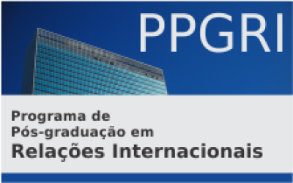 PPGRI
Programa de
Pós-graduação em
Relações Internacionais